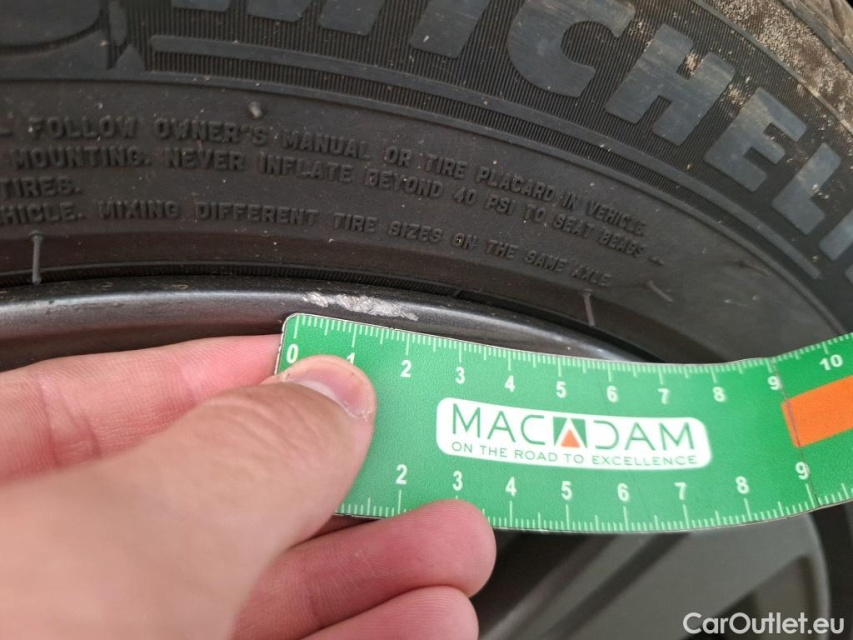 MICHELI
- FOLLOW OWNER'S MANUAL OR TIRE PLACARD IN VEHICLE.
MOUNTING. NEVER INFLATE BEYOND 40 PSI TO SEAT BEADS -
TIRES.
HICLE. MIXING DIFFERENT TIRE SIZES ON THE SAME AXLE
0 1 2 3 4 5 6 7 8 9 10
MACADAM
ON THE ROAD TO EXCELLENCE
2 3 4 5 6 7 8 9
CarOutlet.eu